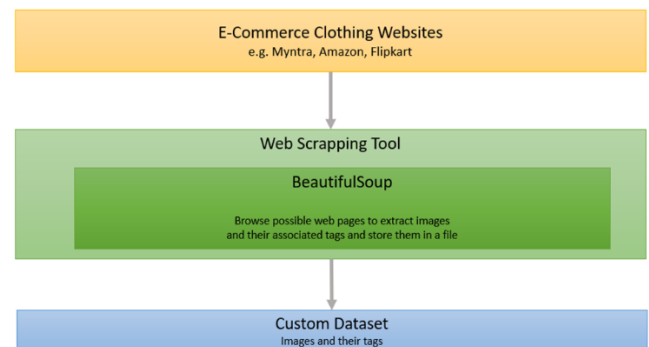 E-Commerce Clothing Websites
e.g. Myntra, Amazon, Flipkart
Web Scrapping Tool
BeautifulSoup
Browse possible web pages to extract images
and their associated tags and store them in a file
Custom Dataset
Images and their tags